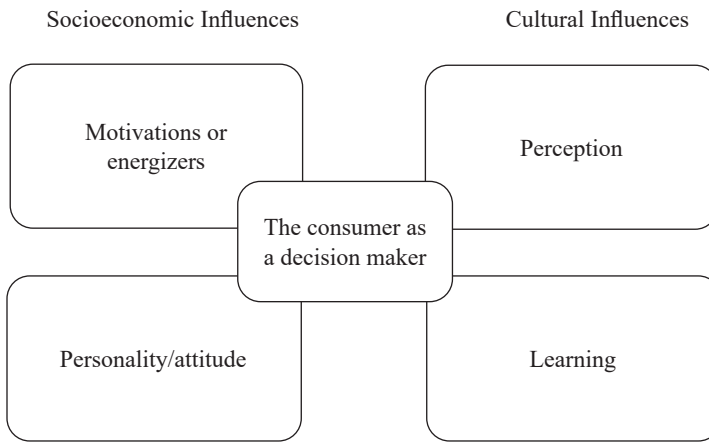 Socioeconomic Influences
Cultural Influences
Motivations or
energizers
Perception
The consumer as
a decision maker
Personality/attitude
Learning